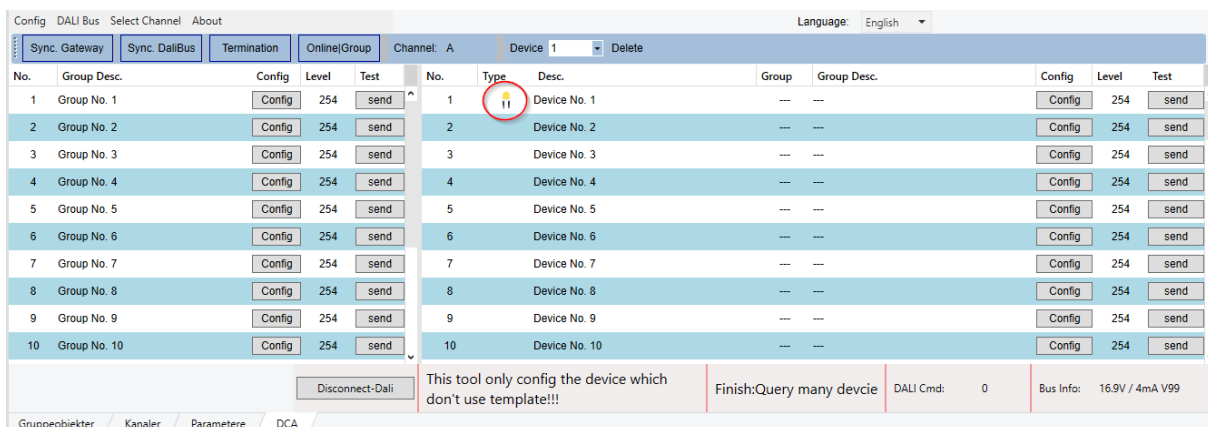 Config DALI Bus Select Channel About Language: English
Sync. Gateway Sync. DaliBus Termination Online|Group Channel: A Device 1 Delete
No. Group Desc. Config Level Test No. Type Desc. Group Group Desc. Config Level Test
1 Group No. 1 Config 254 send 1 Device No. 1 --- --- Config 254 send
2 Group No. 2 Config 254 send 2 Device No. 2 --- --- Config 254 send
3 Group No. 3 Config 254 send 3 Device No. 3 --- --- Config 254 send
4 Group No. 4 Config 254 send 4 Device No. 4 --- --- Config 254 send
5 Group No. 5 Config 254 send 5 Device No. 5 --- --- Config 254 send
6 Group No. 6 Config 254 send 6 Device No. 6 --- --- Config 254 send
7 Group No. 7 Config 254 send 7 Device No. 7 --- --- Config 254 send
8 Group No. 8 Config 254 send 8 Device No. 8 --- --- Config 254 send
9 Group No. 9 Config 254 send 9 Device No. 9 --- --- Config 254 send
10 Group No. 10 Config 254 send 10 Device No. 10 --- --- Config 254 send
Disconnect-Dali
This tool only config the device which
don't use template!!!
Finish:Query many devcie DALI Cmd: 0 Bus Info: 16.9V / 4mA V99
Gruppeobjekter Kanaler Parametere DCA